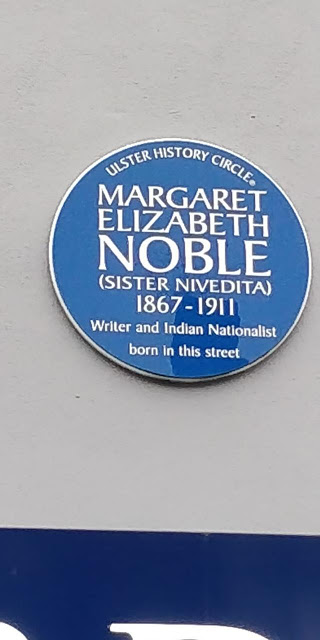 ULSTER HISTORY CIRCLE®
MARGARET
ELIZABETH
NOBLE
(SISTER NIVEDITA)
1867-1911
Writer and Indian Nationalist
born in this street